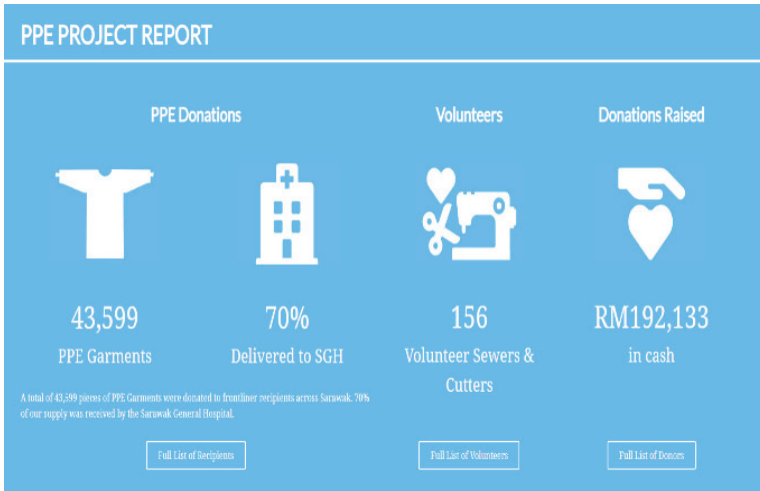 PPE PROJECT REPORT
PPE Donations
Volunteers
Donations Raised
43,599
70%
156
RM192,133
PPE Garments
Delivered to SGH
Volunteer Sewers &
Cutters
in cash
A total of 43,599 pieces of PPE Garments were donated to frontliner recipients across Sarawak. 70%
of our supply was received by the Sarawak General Hospital.
Full List of Recipients
Full List of Volunteers
Full List of Donors